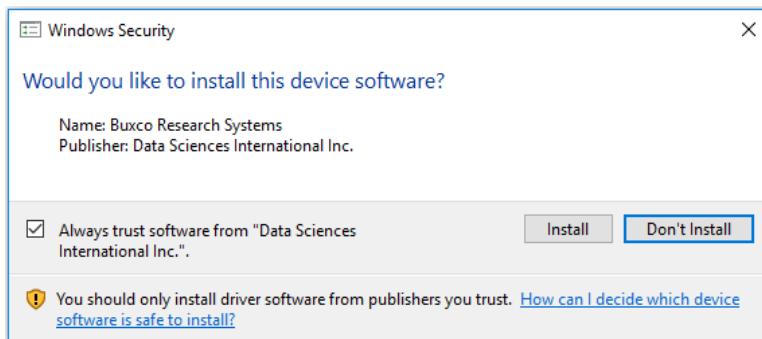 Windows Security
Would you like to install this device software?
Name: Buxco Research Systems
Publisher: Data Sciences International Inc.
Always trust software from "Data Sciences
International Inc.".
Install
Don't Install
You should only install driver software from publishers you trust. How can I decide which device
software is safe to install?